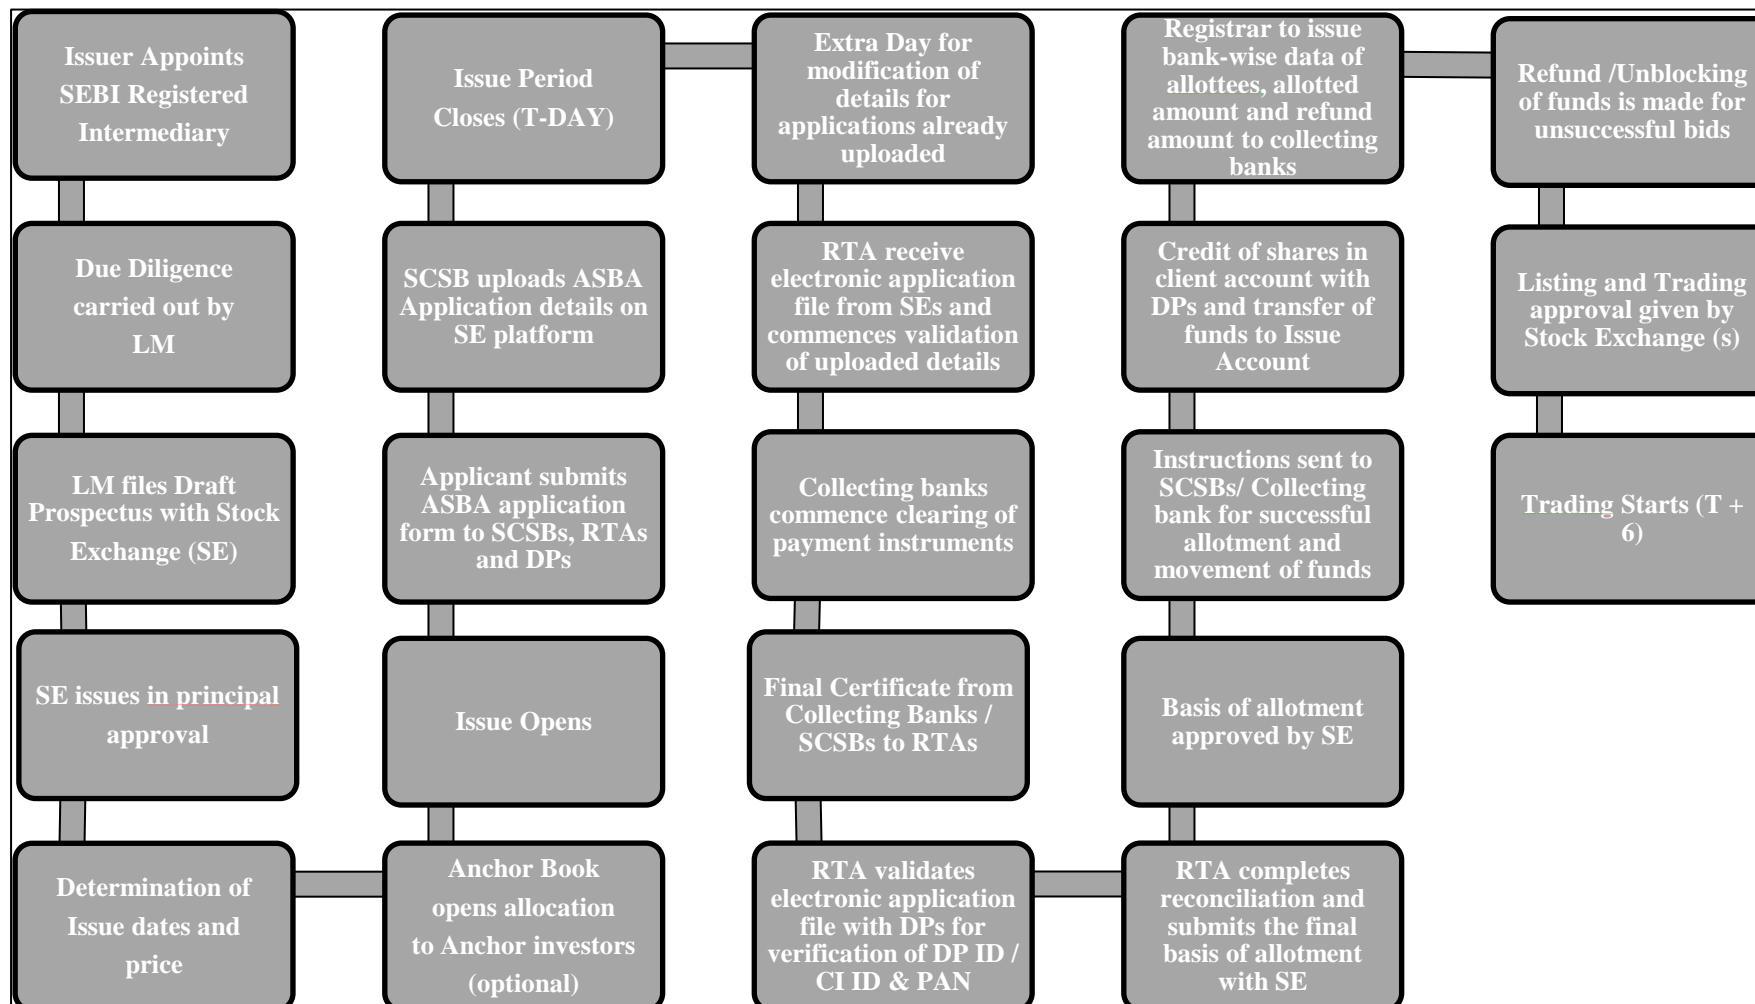 Issuer Appoints
SEBI Registered
Intermediary
Due Diligence
carried out by
LM
LM files Draft
Prospectus with Stock
Exchange (SE)
SE issues in principal
approval
Determination of
Issue dates and
price
Anchor Book
opens allocation
to Anchor investors
(optional)
Issue Opens
Applicant submits
ASBA application
form to SCSBs, RTAs
and DPs
SCSB uploads ASBA
Application details on
SE platform
Issue Period
Closes (T-DAY)
Extra Day for
modification of
details for
applications already
uploaded
RTA receive
electronic application
file from SEs and
commences validation
of uploaded details
Collecting banks
commence clearing of
payment instruments
Final Certificate from
Collecting Banks /
SCSBs to RTAs
RTA validates
electronic application
file with DPs for
verification of DP ID /
CI ID & PAN
RTA completes
reconciliation and
submits the final
basis of allotment
with SE
Basis of allotment
approved by SE
Instructions sent to
SCSBs/ Collecting
bank for successful
allotment and
movement of funds
Credit of shares in
client account with
DPs and transfer of
funds to Issue
Account
Registrar to issue
bank-wise data of
allottees, allotted
amount and refund
amount to collecting
banks
Refund /Unblocking
of funds is made for
unsuccessful bids
Listing and Trading
approval given by
Stock Exchange (s)
Trading Starts (T +
6)